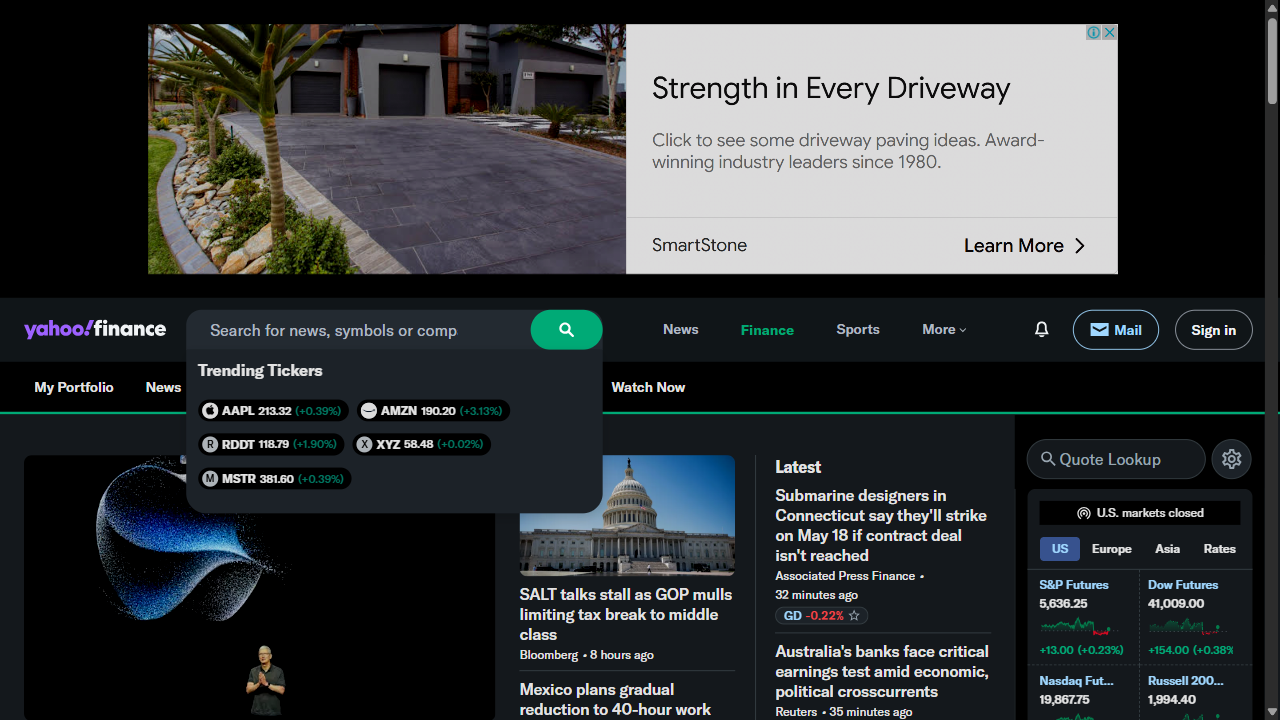 Strength in Every Driveway
Click to see some driveway paving ideas. Award-
winning industry leaders since 1980.
SmartStone
Learn More
yahoo!finance
Search for news, symbols or comp
News
Finance
Sports
More
Mail
Sign in
Trending Tickers
AAPL 213.32 (+0.39%)
AMZN 190.20 (+3.13%)
R RDDT 118.79 (+1.90%)
X XYZ 58.48 (+0.02%)
M MSTR 381.60 (+0.39%)
My Portfolio
News
Watch Now
SALT talks stall as GOP mulls
limiting tax break to middle
class
Bloomberg • 8 hours ago
Mexico plans gradual
reduction to 40-hour work
Latest
Submarine designers in
Connecticut say they'll strike
on May 18 if contract deal
isn't reached
Associated Press Finance •
32 minutes ago
GD -0.22%
Australia's banks face critical
earnings test amid economic,
political crosscurrents
Reuters • 35 minutes ago
Quote Lookup
U.S. markets closed
US
Europe
Asia
Rates
S&P Futures
5,636.25
+13.00 (+0.23%)
Dow Futures
41,009.00
+154.00 (+0.38%
Nasdaq Fut...
19,867.75
Russell 200...
1,994.40